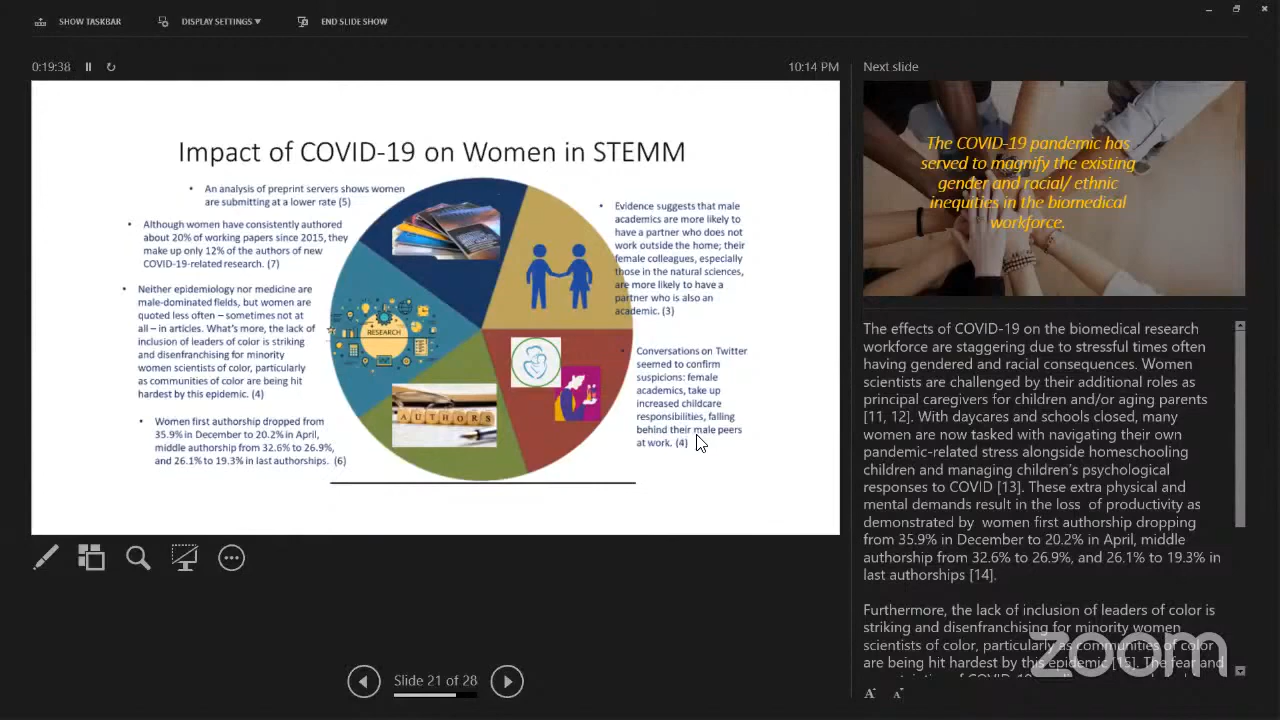 SHOW TASKBAR
DISPLAY SETTINGS ▼
END SLIDE SHOW
0:19:38
10:14 PM
Impact of COVID-19 on Women in STEMM
• An analysis of preprint servers shows women
are submitting at a lower rate (5)
• Although women have consistently authored
about 20% of working papers since 2015, they
make up only 12% of the authors of new
COVID-19-related research. (7)
• Neither epidemiology nor medicine are
male-dominated fields, but women are
quoted less often – sometimes not at
all – in articles. What's more, the lack of
inclusion of leaders of color is striking
and disenfranchising for minority
women scientists of color, particularly
as communities of color are being hit
hardest by this epidemic. (4)
• Women first authorship dropped from
35.9% in December to 20.2% in April,
middle authorship from 32.6% to 26.9%,
and 26.1% to 19.3% in last authorships. (6)
RESEARCH
AUTHORS
• Evidence suggests that male
academics are more likely to
have a partner who does not
work outside the home; their
female colleagues, especially
those in the natural sciences,
are more likely to have a
partner who is also an
academic. (3)
• Conversations on Twitter
seemed to confirm
suspicions: female
academics, take up
increased childcare
responsibilities, falling
behind their male peers
at work. (4)
Slide 21 of 28
Next slide
The COVID-19 pandemic has
served to magnify the existing
gender and racial/ ethnic
inequities in the biomedical
workforce.
The effects of COVID-19 on the biomedical research
workforce are staggering due to stressful times often
having gendered and racial consequences. Women
scientists are challenged by their additional roles as
principal caregivers for children and/or aging parents
[11, 12]. With daycares and schools closed, many
women are now tasked with navigating their own
pandemic-related stress alongside homeschooling
children and managing children's psychological
responses to COVID [13]. These extra physical and
mental demands result in the loss of productivity as
demonstrated by women first authorship dropping
from 35.9% in December to 20.2% in April, middle
authorship from 32.6% to 26.9%, and 26.1% to 19.3% in
last authorships [14].
Furthermore, the lack of inclusion of leaders of color is
striking and disenfranchising for minority women
scientists of color, particularly as communities of color
are being hit hardest by this epidemic [15]. The fear and
zoom
A A